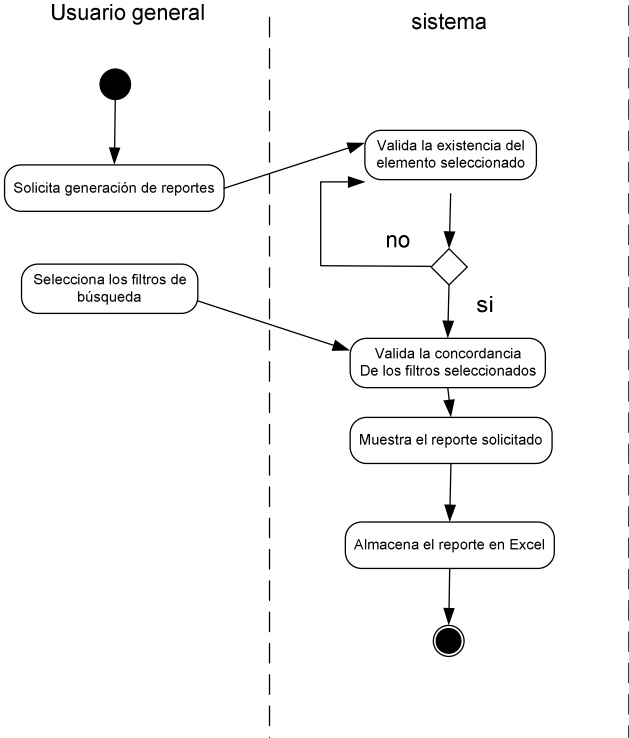 Usuario general
sistema
Valida la existencia del
elemento seleccionado
Solicita generación de reportes
no
Selecciona los filtros de
búsqueda
si
Valida la concordancia
De los filtros seleccionados
Muestra el reporte solicitado
Almacena el reporte en Excel